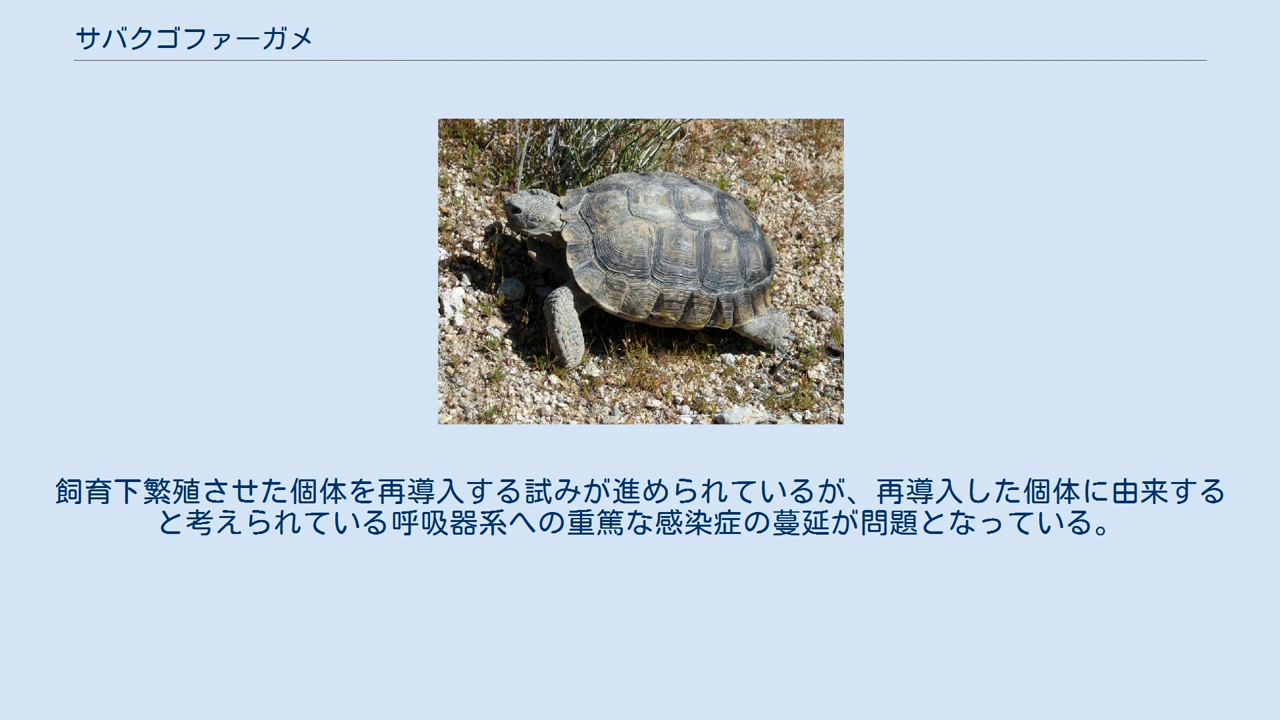 サバクゴファーガメ
飼育下繁殖させた個体を再導入する試みが進められているが、再導入した個体に由来する
と考えられている呼吸器系への重篤な感染症の蔓延が問題となっている。